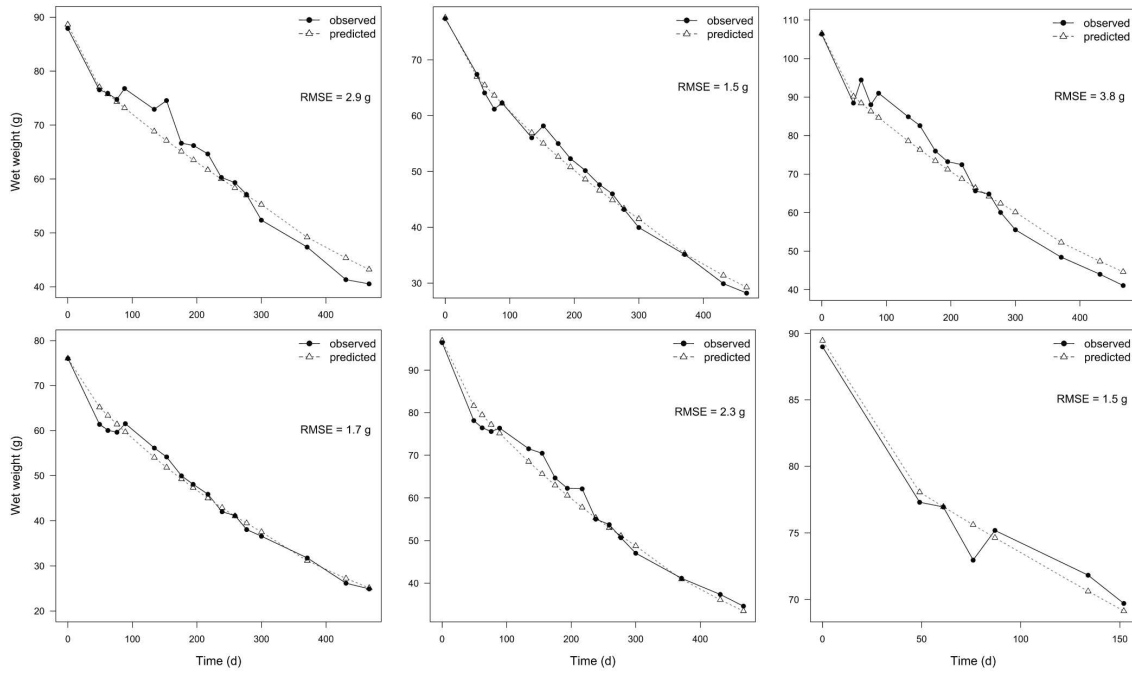 observed
predicted
RMSE = 2.9 g
90
80
70
60
50
40
Wet weight (g)
0 100 200 300 400
observed
predicted
RMSE = 1.5 g
70
60
50
40
30
0 100 200 300 400
observed
predicted
RMSE = 3.8 g
110
100
90
80
70
60
50
40
0 100 200 300 400
observed
predicted
RMSE = 1.7 g
80
70
60
50
40
30
20
Wet weight (g)
0 100 200 300 400
Time (d)
observed
predicted
RMSE = 2.3 g
90
80
70
60
50
40
0 100 200 300 400
Time (d)
observed
predicted
RMSE = 1.5 g
90
85
80
75
70
0 50 100 150
Time (d)